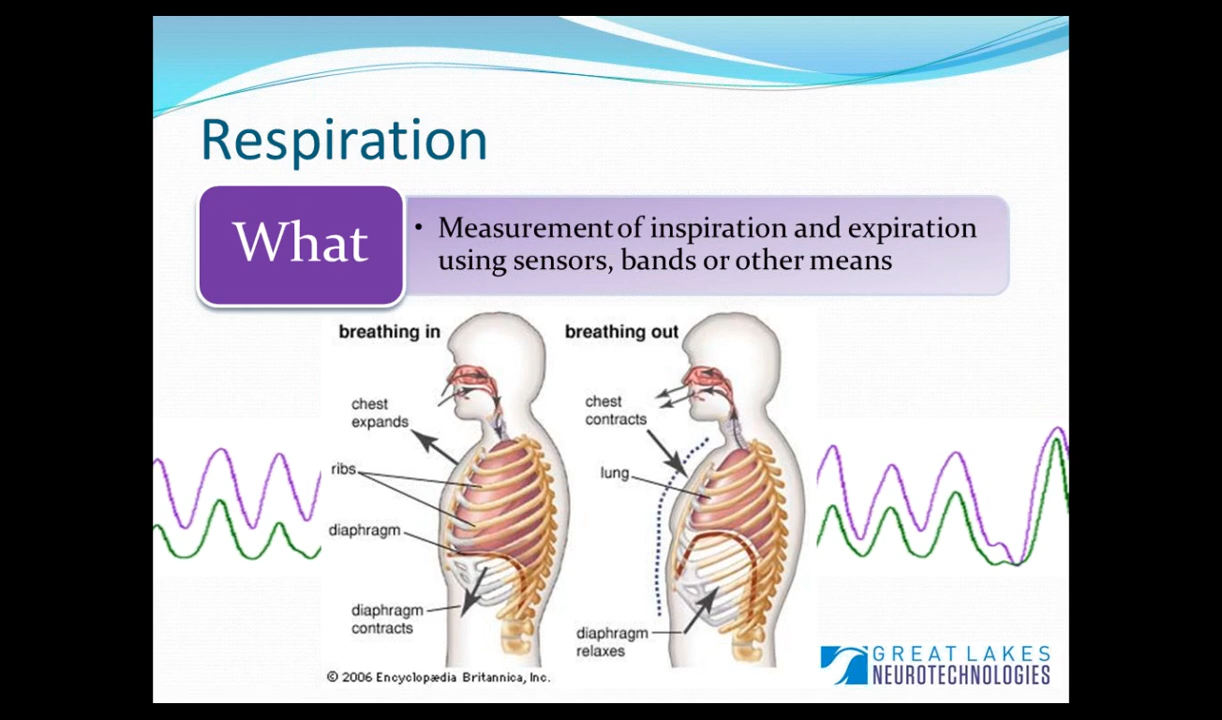 Respiration
What
• Measurement of inspiration and expiration
using sensors, bands or other means
breathing in
breathing out
chest
expands
ribs
diaphragm
diaphragm
contracts
chest
contracts
lung
diaphragm
relaxes
© 2006 Encyclopædia Britannica, Inc.
GREAT LAKES
NEUROTECHNOLOGIES